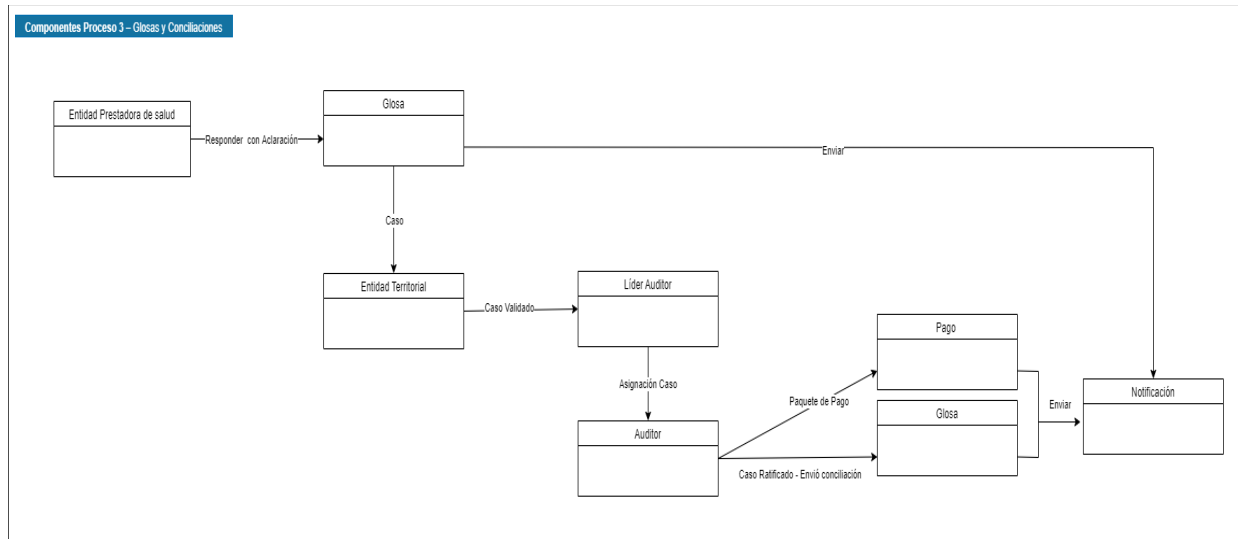 Componentes Proceso 3 – Glosas y Conciliaciones
Entidad Prestadora de salud
Responder con Aclaración
Glosa
Enviar
Caso
Entidad Territorial
Caso Validado
Líder Auditor
Asignación Caso
Auditor
Paquete de Pago
Caso Ratificado - Envió conciliación
Pago
Glosa
Enviar
Notificación